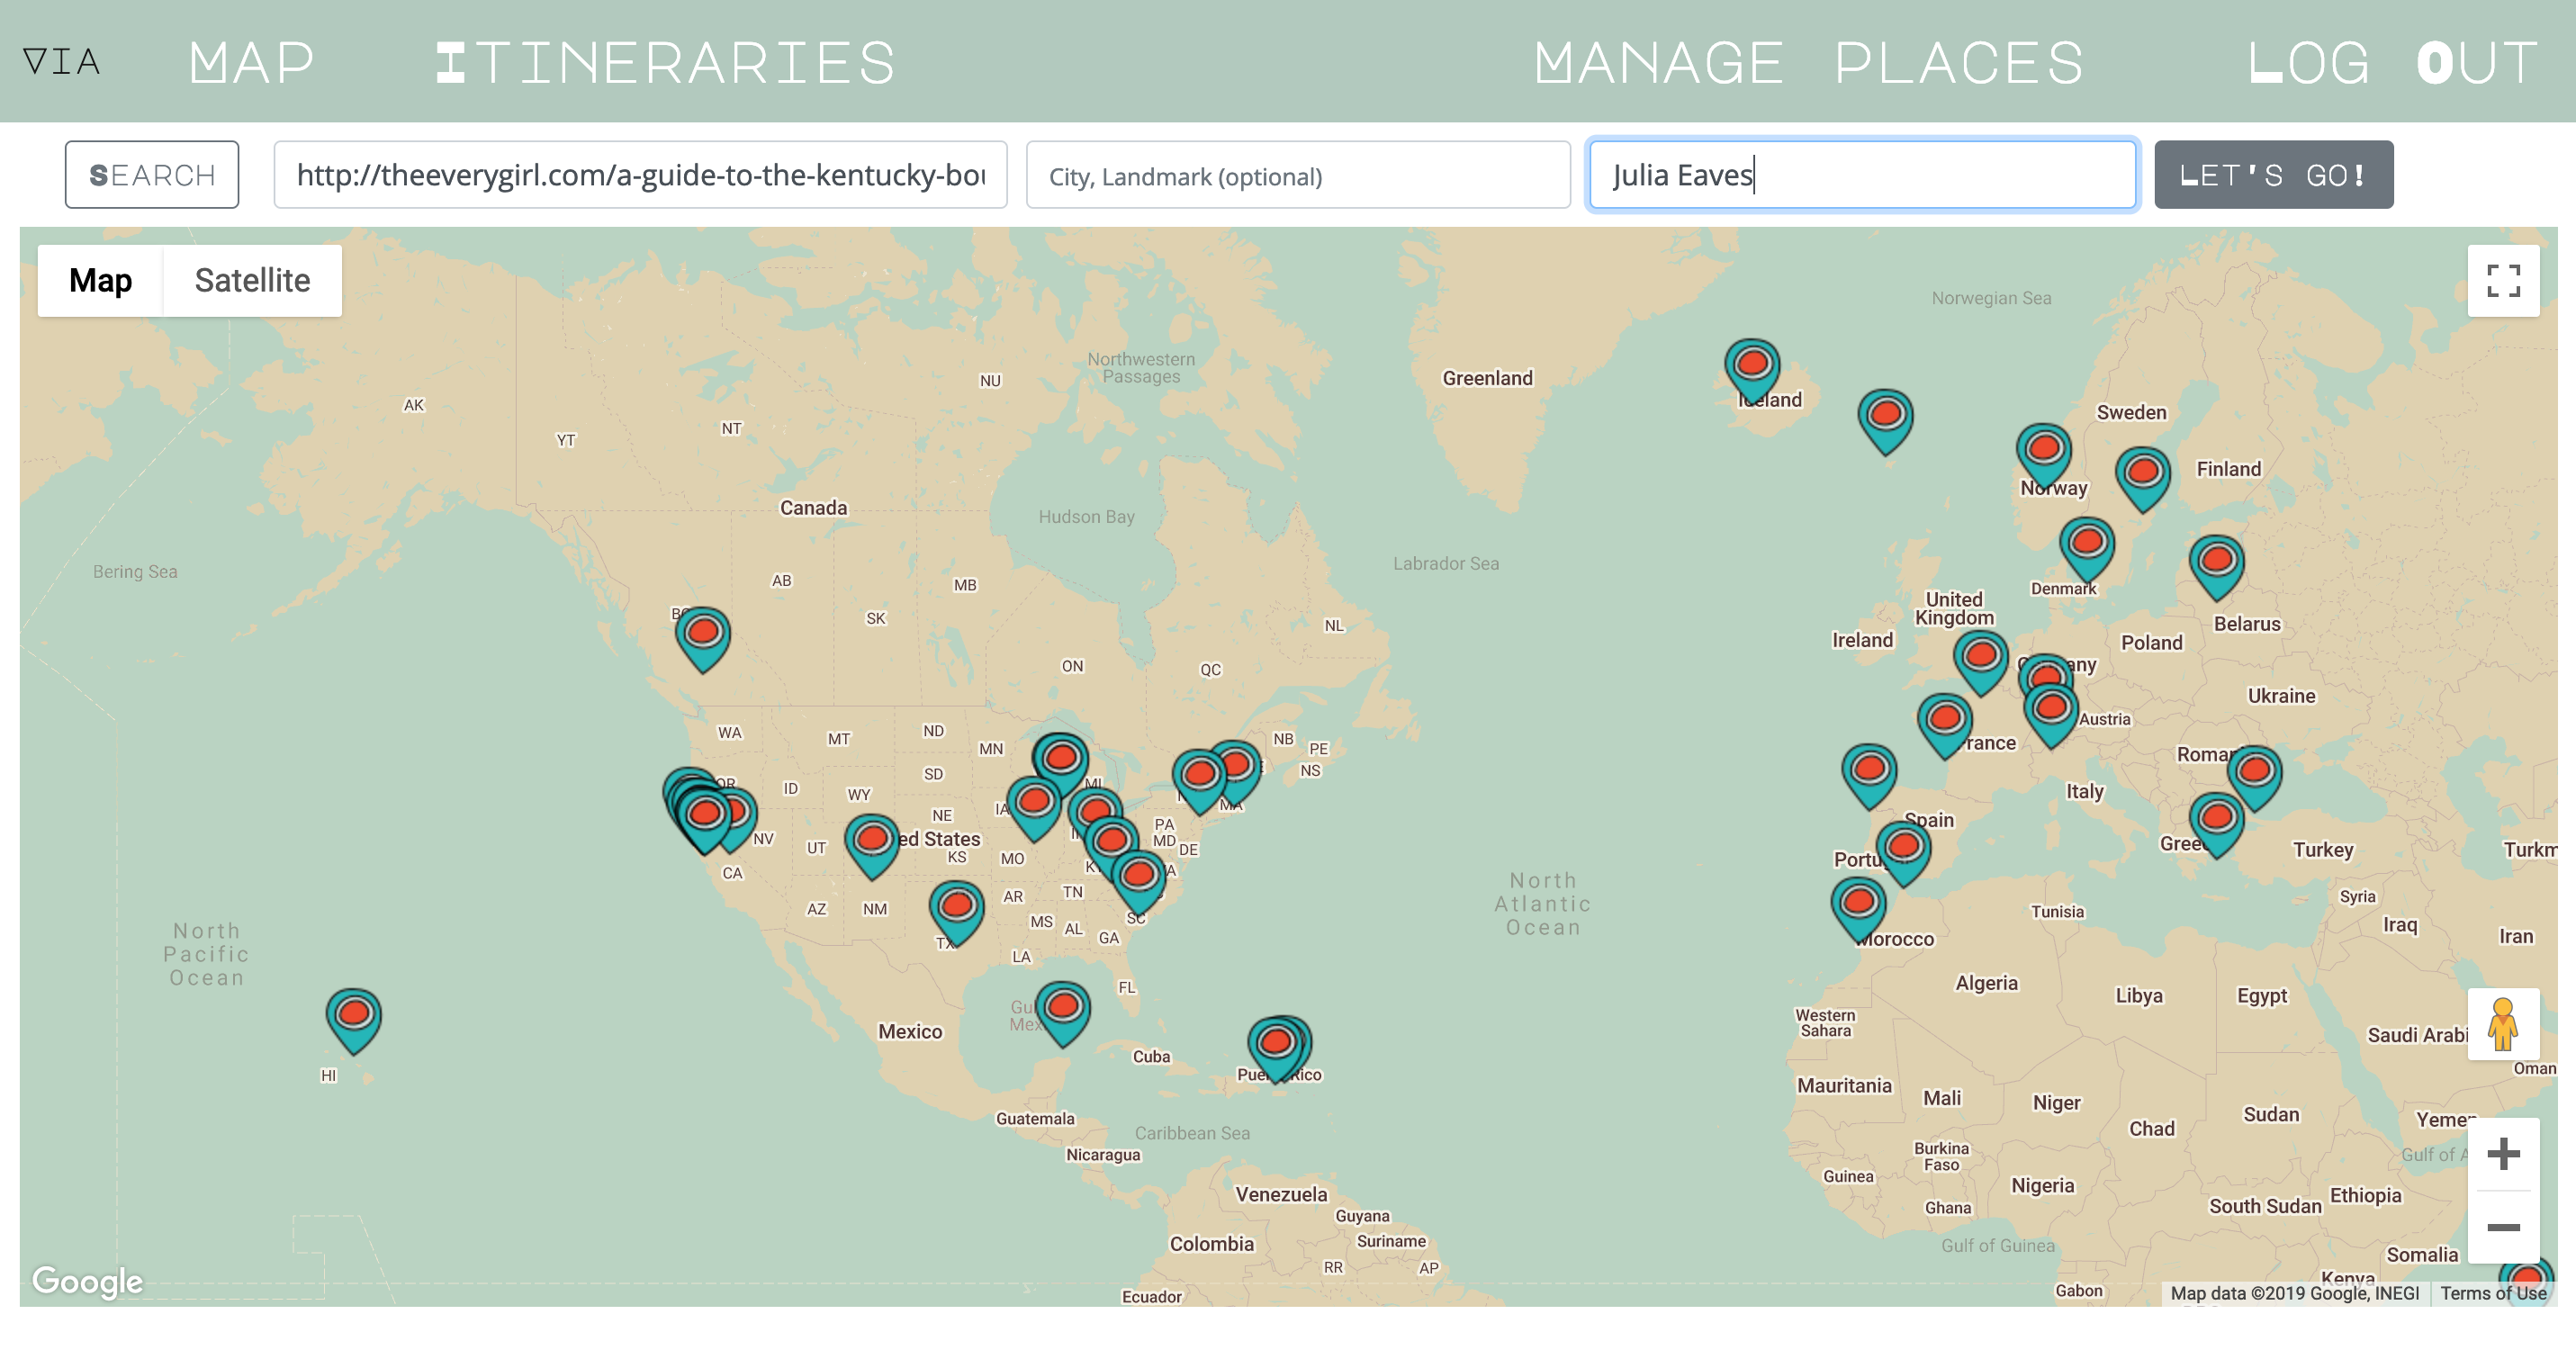 VIA MAP ITINERARIES MANAGE PLACES LOG OUT
SEARCH http://theeverygirl.com/a-guide-to-the-kentucky-bou City, Landmark (optional) Julia Eaves LET'S GO!
Map Satellite
Norwegian Sea
Northwestern
Passages
Greenland
NU
AK
Iceland
Sweden
YT
NT
Finland
Norway
Canada
Hudson Bay
Labrador Sea
Bering Sea
AB
MB
Denmark
United
Kingdom
BC
SK
NL
Belarus
Ireland
Poland
ON
QC
Germany
Ukraine
WA
MT
ND
MN
NB
PE
NS
Austria
France
Romania
OR
ID
SD
WY
MI
IA
NE
Italy
MA
PA
MD
DE
NV
UT
United States
KS
MO
Spain
Portugal
Greece
Turkey
Turkm
CA
KY
AZ
NM
AR
TN
SC
MS
AL
GA
Tunisia
Syria
Iraq
Iran
TX
LA
Morocco
North
Pacific
Ocean
North
Atlantic
Ocean
FL
Algeria
Libya
Egypt
Gulf of
Mexico
Western
Sahara
Mexico
Cuba
Saudi Arabi
HI
Puerto Rico
Oman
Mauritania
Mali
Niger
Sudan
Guatemala
Caribbean Sea
Chad
Yemen
Nicaragua
Burkina
Faso
Gulf of A
Guinea
Nigeria
Venezuela
South Sudan
Ethiopia
Ghana
Guyana
Colombia
Suriname
Gulf of Guinea
Somalia
RR
AP
Kenya
Ecuador
Gabon
Google
Map data ©2019 Google, INEGI Terms of Use